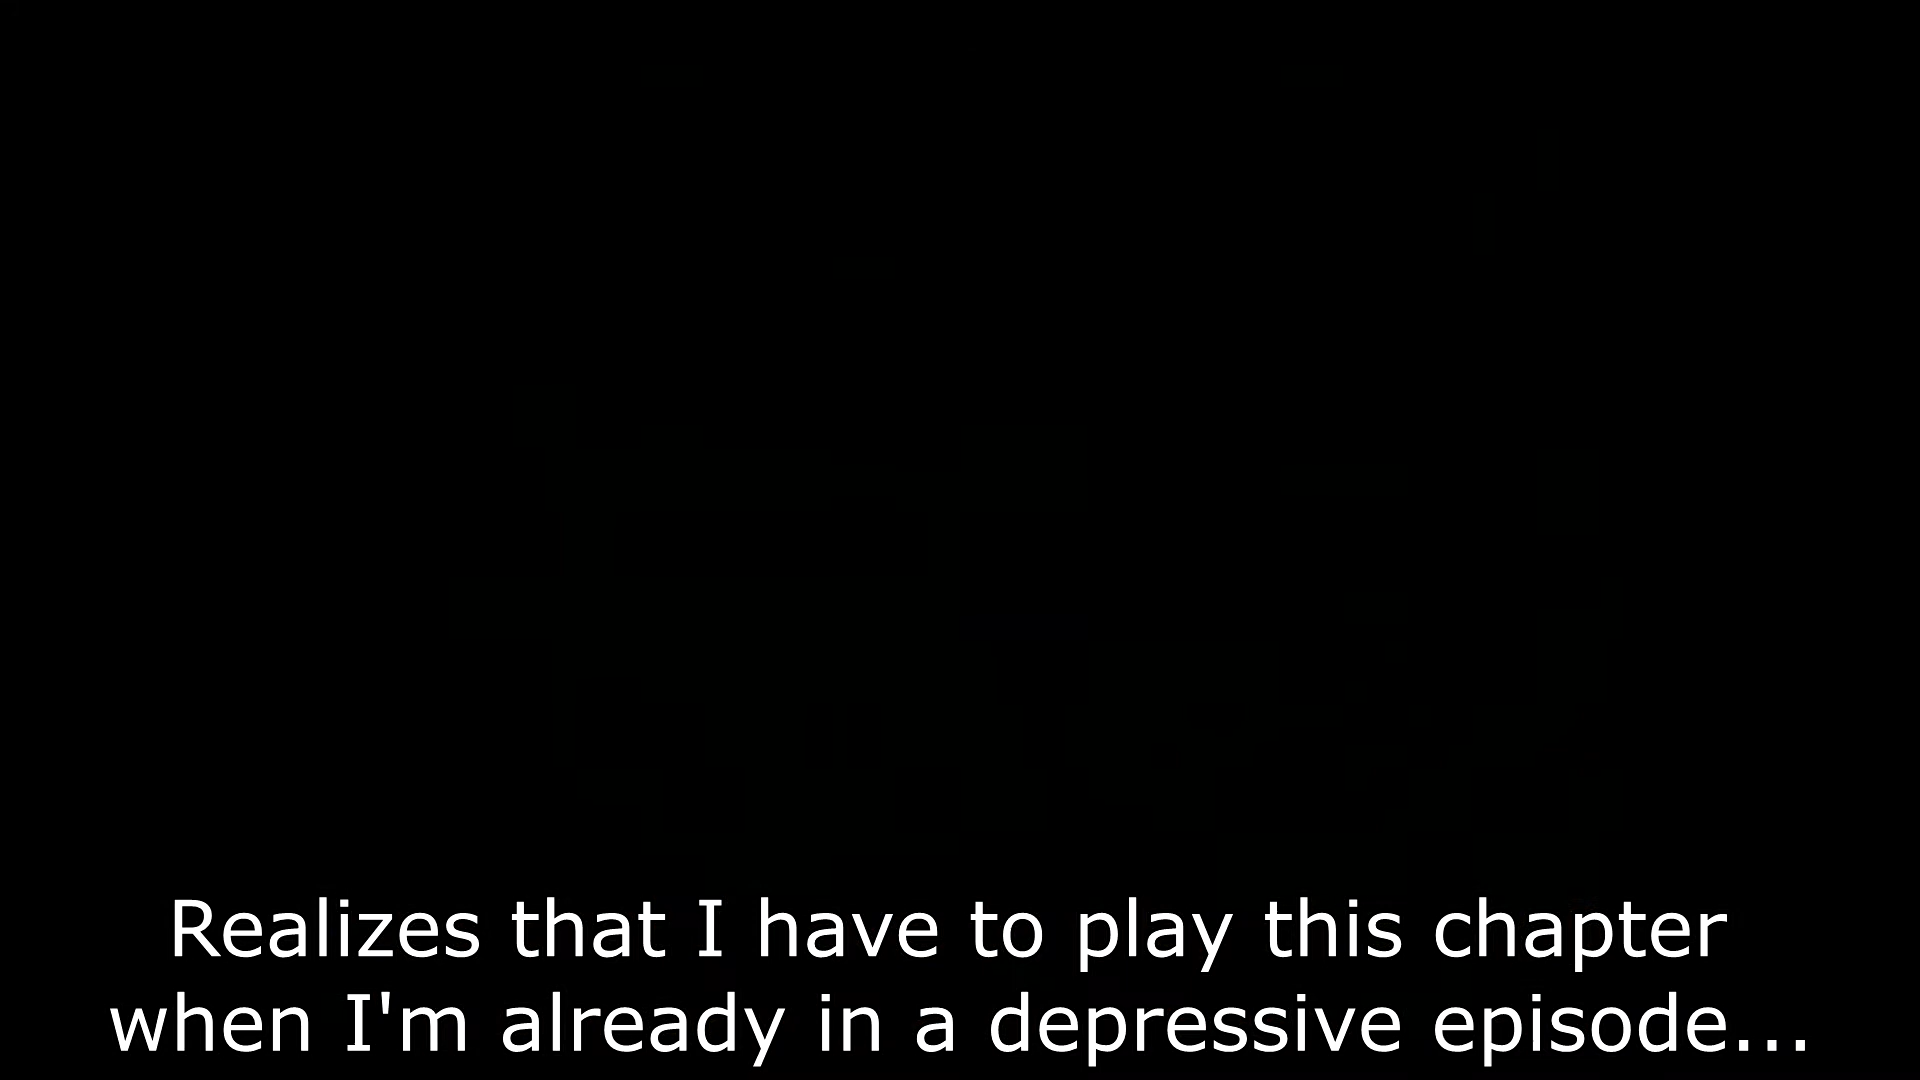 Realizes that I have to play this chapter
when I'm already in a depressive episode...